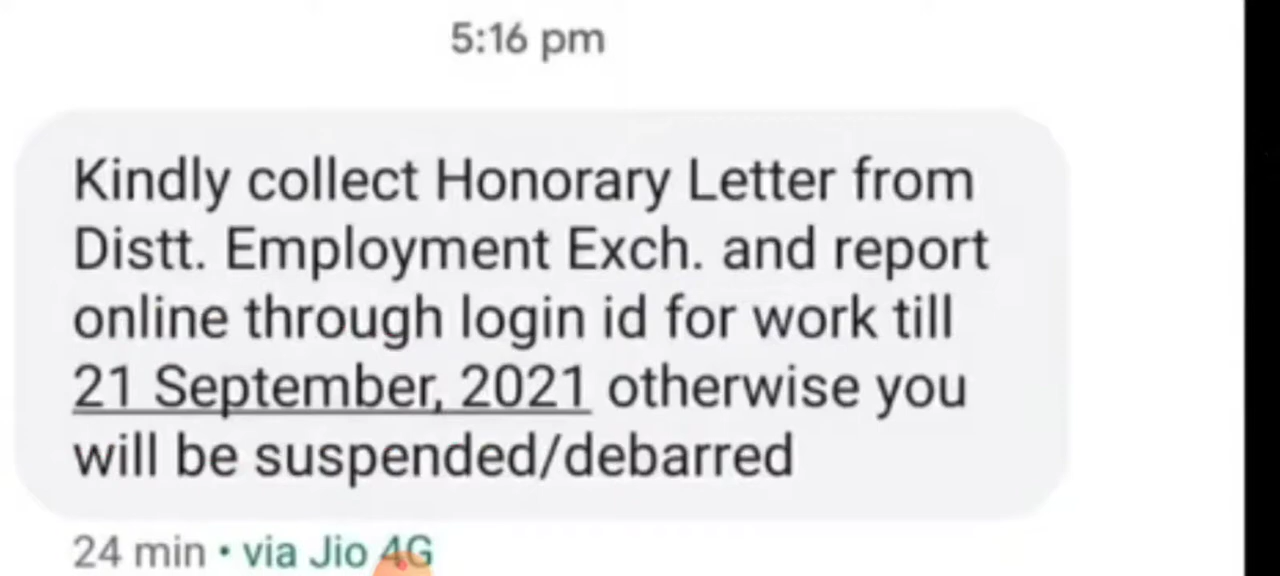 5:16 pm
Kindly collect Honorary Letter from
Distt. Employment Exch. and report
online through login id for work till
21 September, 2021 otherwise you
will be suspended/debarred
24 min • via Jio 4G